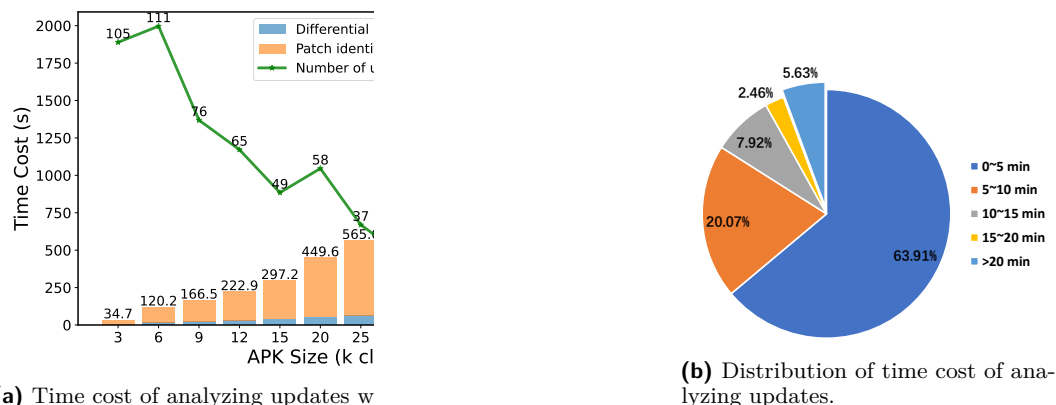 2000
1750
1500
1250
1000
750
500
250
0
Time Cost (s)
105
111
76
65
49
58
37
34.7
120.2
166.5
222.9
297.2
449.6
565.
Differential
Patch identi
Number of u
3 6 9 12 15 20 25
APK Size (k cl
(a) Time cost of analyzing updates w
5.63%
2.46%
7.92%
20.07%
63.91%
0~5 min
5~10 min
10~15 min
15~20 min
>20 min
(b) Distribution of time cost of ana-
lyzing updates.